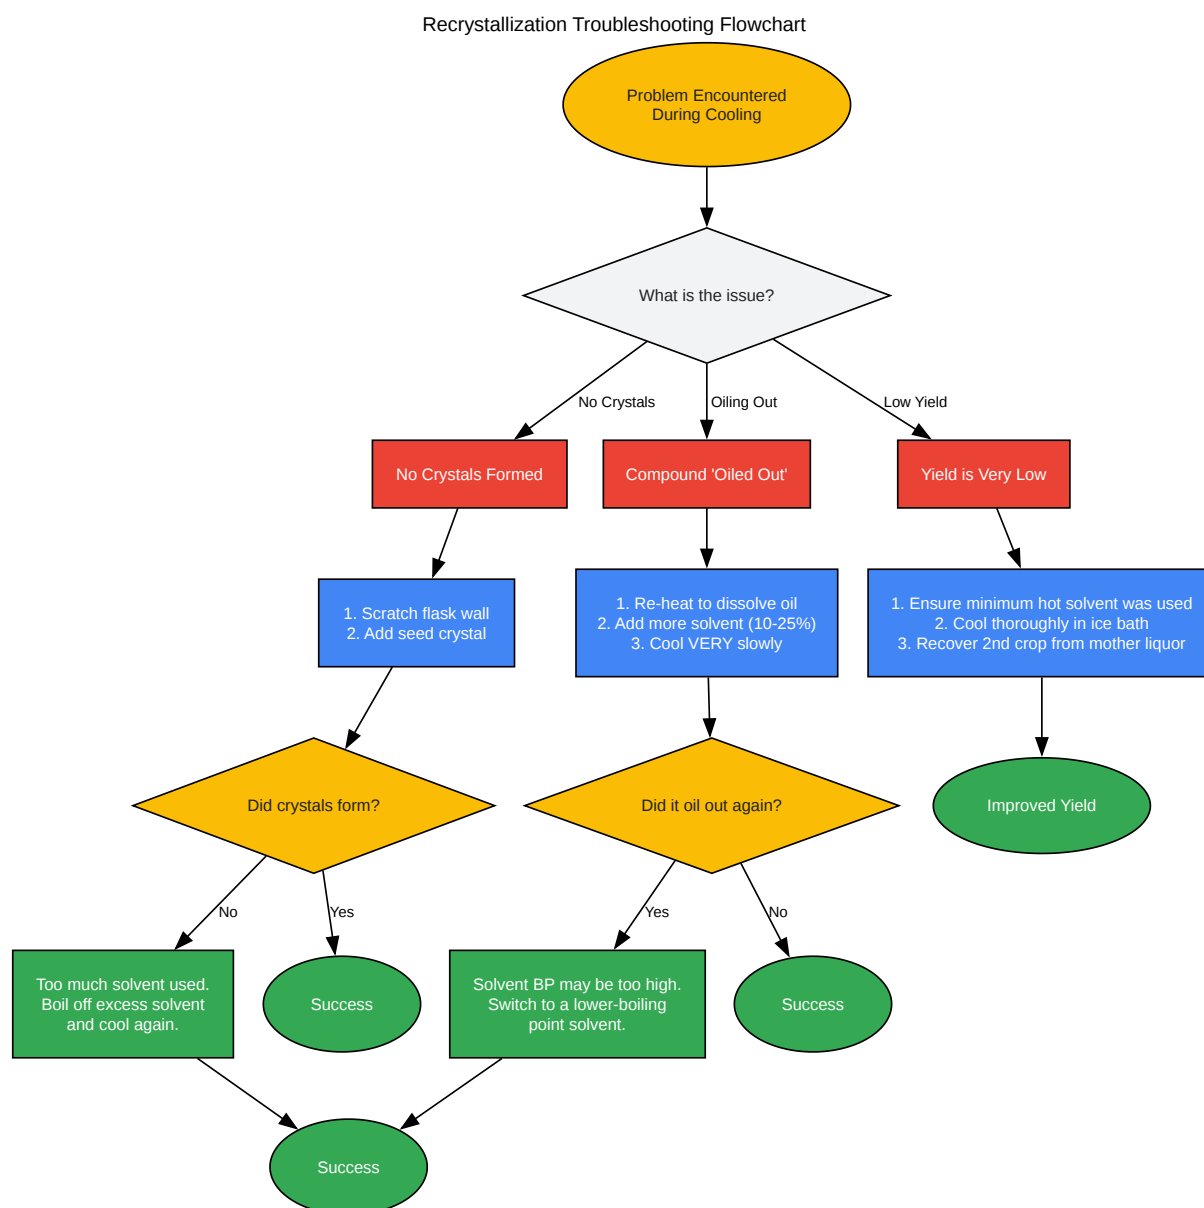 Recrystallization Troubleshooting Flowchart
Problem Encountered
During Cooling
What is the issue?
No Crystals
Oiling Out
Low Yield
No Crystals Formed
Compound 'Oiled Out'
Yield is Very Low
1. Scratch flask wall
2. Add seed crystal
1. Re-heat to dissolve oil
2. Add more solvent (10-25%)
3. Cool VERY slowly
1. Ensure minimum hot solvent was used
2. Cool thoroughly in ice bath
3. Recover 2nd crop from mother liquor
Did crystals form?
Did it oil out again?
Improved Yield
No
Yes
Yes
No
Too much solvent used.
Boil off excess solvent
and cool again.
Success
Solvent BP may be too high.
Switch to a lower-boiling
point solvent.
Success
Success